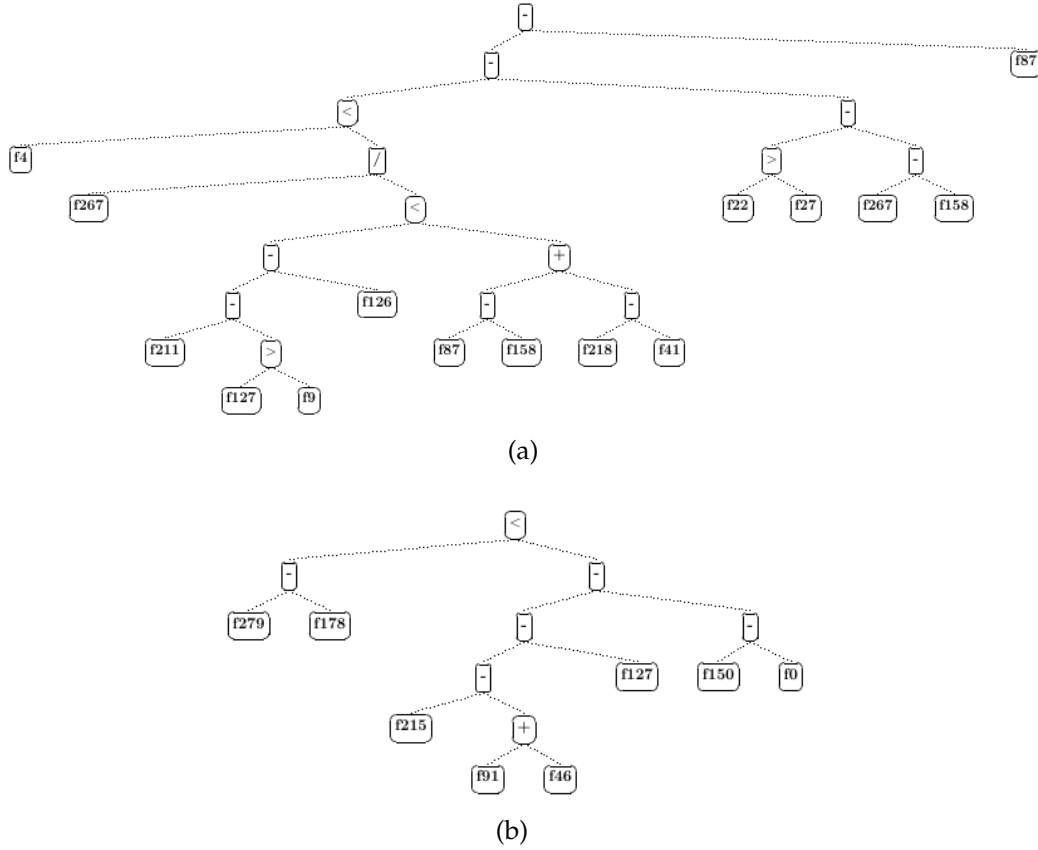 -
- f87
< -
f4 / > -
f267 < f22 f27 f267 f158
- +
- f126 - -
f211 > f87 f158 f218 f41
f127 f9
(a)
<
- -
f279 f178 - -
- f127 f150 f0
f215 +
f91 f46
(b)